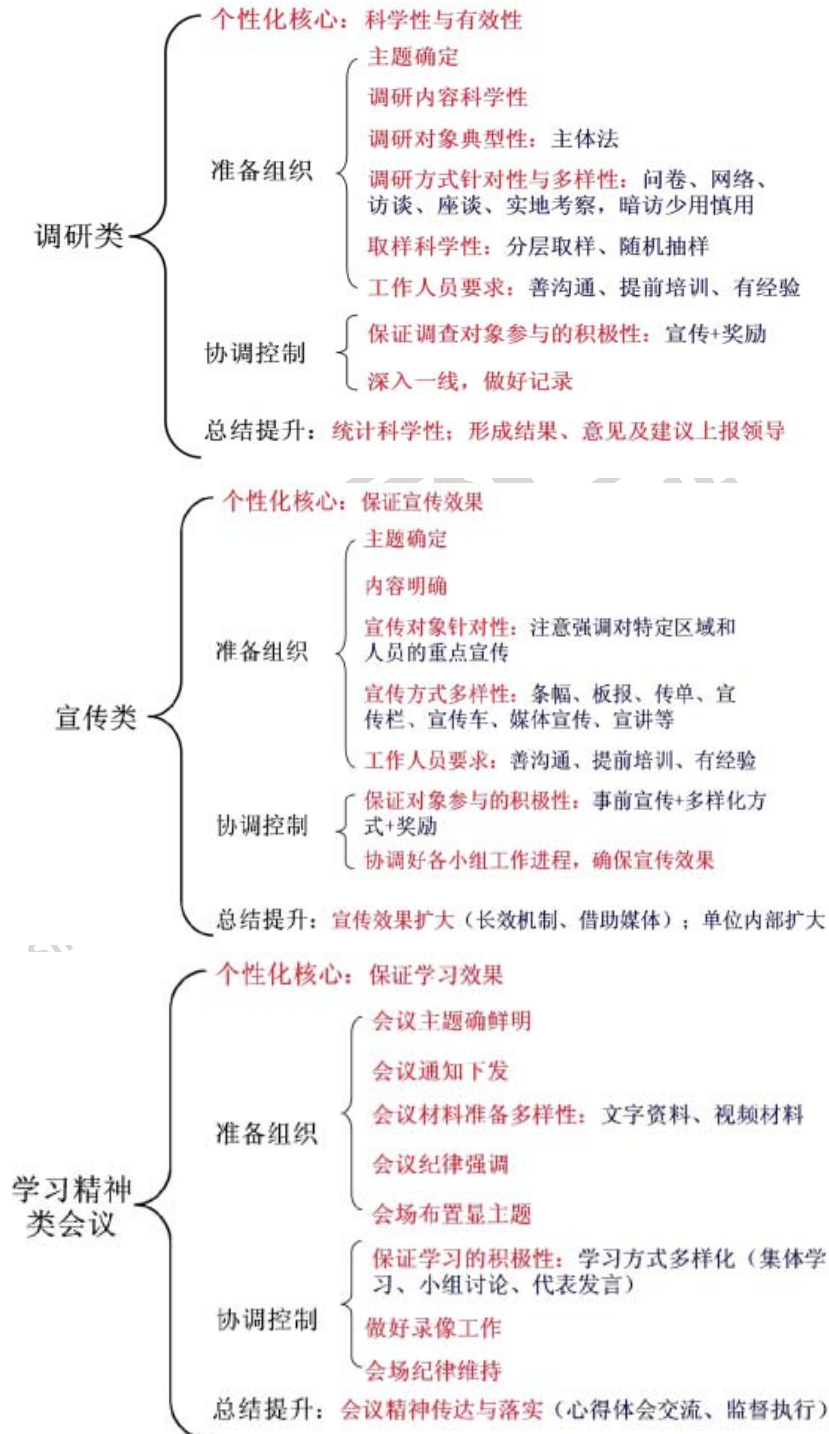 个性化核心：科学性与有效性
主题确定
调研内容科学性
调研对象典型性：主体法
准备组织
调研方式针对性与多样性：问卷、网络、
访谈、座谈、实地考察，暗访少用慎用
调研类
取样科学性：分层取样、随机抽样
工作人员要求：善沟通、提前培训、有经验
保证调查对象参与的积极性：宣传+奖励
协调控制
深入一线，做好记录
总结提升：统计科学性；形成结果、意见及建议上报领导
个性化核心：保证宣传效果
主题确定
内容明确
宣传对象针对性：注意强调对特定区域和
人员的重点宣传
准备组织
宣传方式多样性：条幅、板报、传单、宣
传栏、宣传车、媒体宣传、宣讲等
宣传类
工作人员要求：善沟通、提前培训、有经验
保证对象参与的积极性：事前宣传+多样化方
式+奖励
协调控制
协调好各小组工作进程，确保宣传效果
总结提升：宣传效果扩大（长效机制、借助媒体）；单位内部扩大
个性化核心：保证学习效果
会议主题确鲜明
会议通知下发
会议材料准备多样性：文字资料、视频材料
准备组织
会议纪律强调
会场布置显主题
学习精神
类会议
保证学习的积极性：学习方式多样化（集体学
习、小组讨论、代表发言）
协调控制
做好录像工作
会场纪律维持
总结提升：会议精神传达与落实（心得体会交流、监督执行）